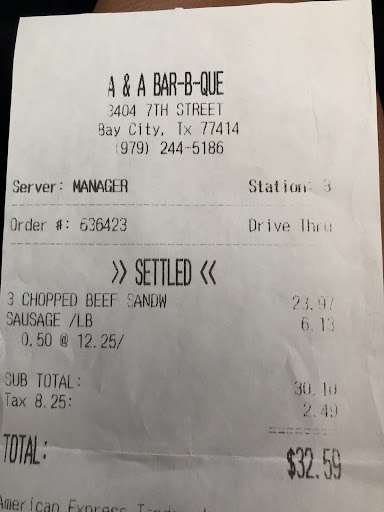 A & A BAR-B-QUE
3404 7TH STREET
Bay City, Tx 77414
(979) 244-5186
Server: MANAGER Station: 3
Order #: 636423 Drive Thru
>> SETTLED <<
3 CHOPPED BEEF SANDW 23.97
SAUSAGE /LB 6.13
0.50 @ 12.25/
SUB TOTAL: 30.10
Tax 8.25: 2.49
=======
TOTAL: $32.59
American Express